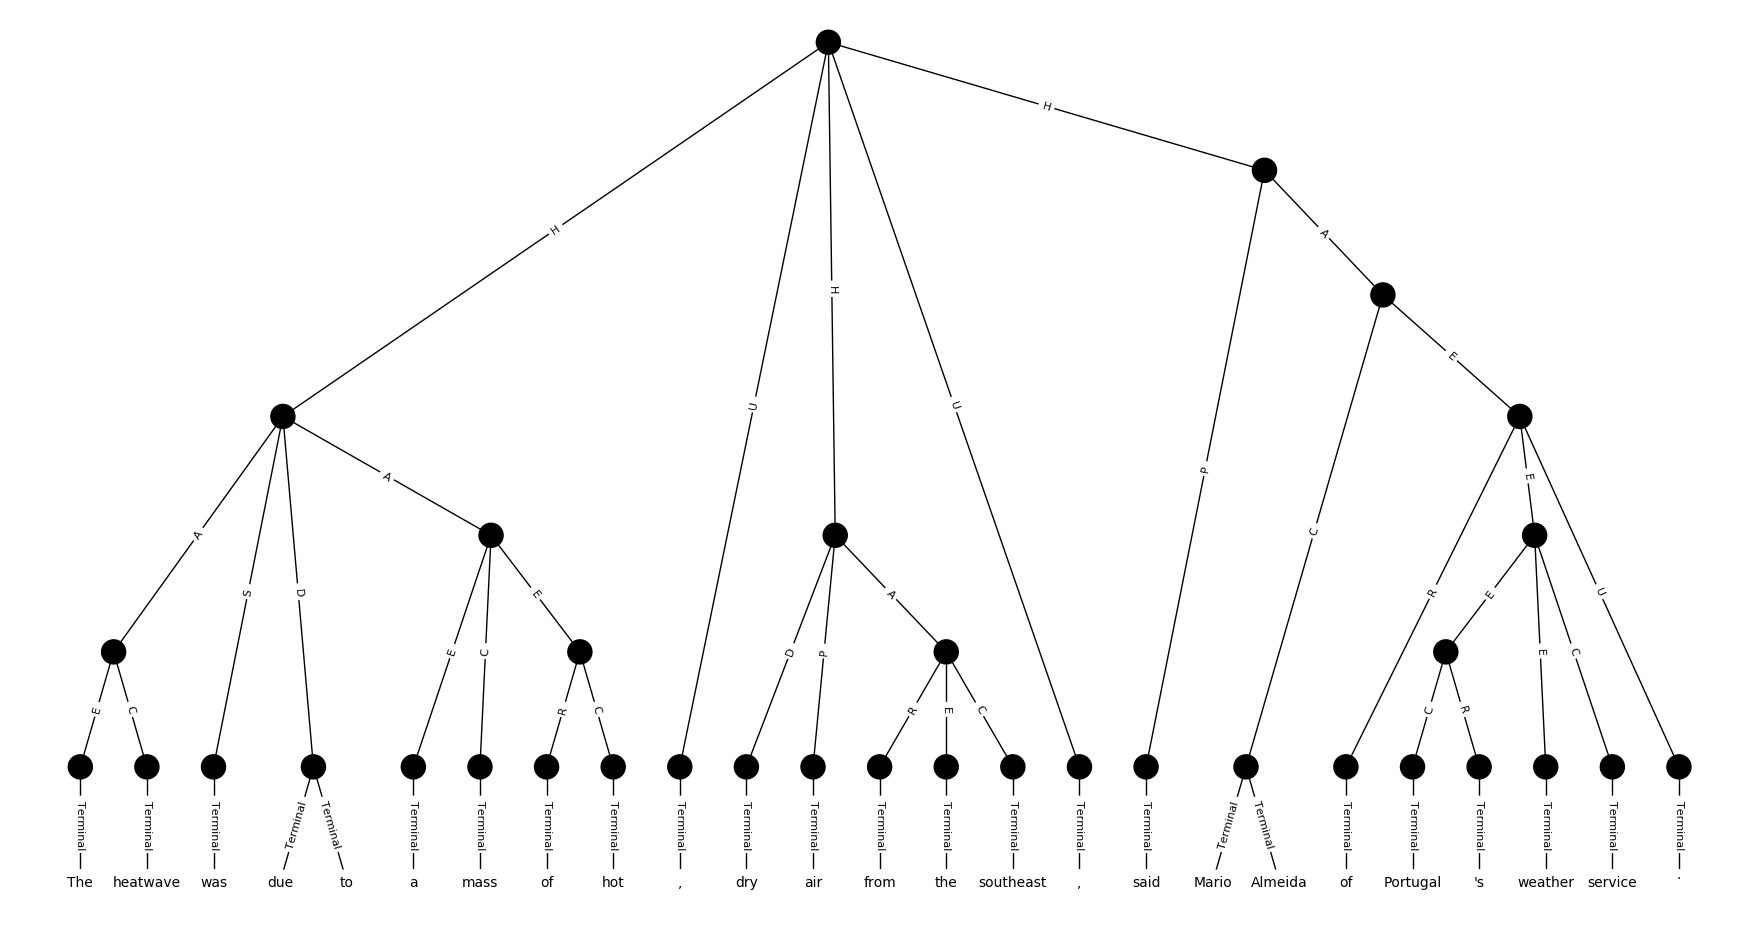 H
H
A
H
E
U U
P
A E
C
A
S D R E E U
A
E C D P E C
E C R C R E C C R
Terminal Terminal Terminal Terminal Terminal Terminal Terminal Terminal Terminal Terminal Terminal Terminal Terminal Terminal Terminal Terminal Terminal Terminal Terminal Terminal Terminal Terminal Terminal Terminal Terminal
The heatwave was due to a mass of hot , dry air from the southeast , said Mario Almeida of Portugal 's weather service .